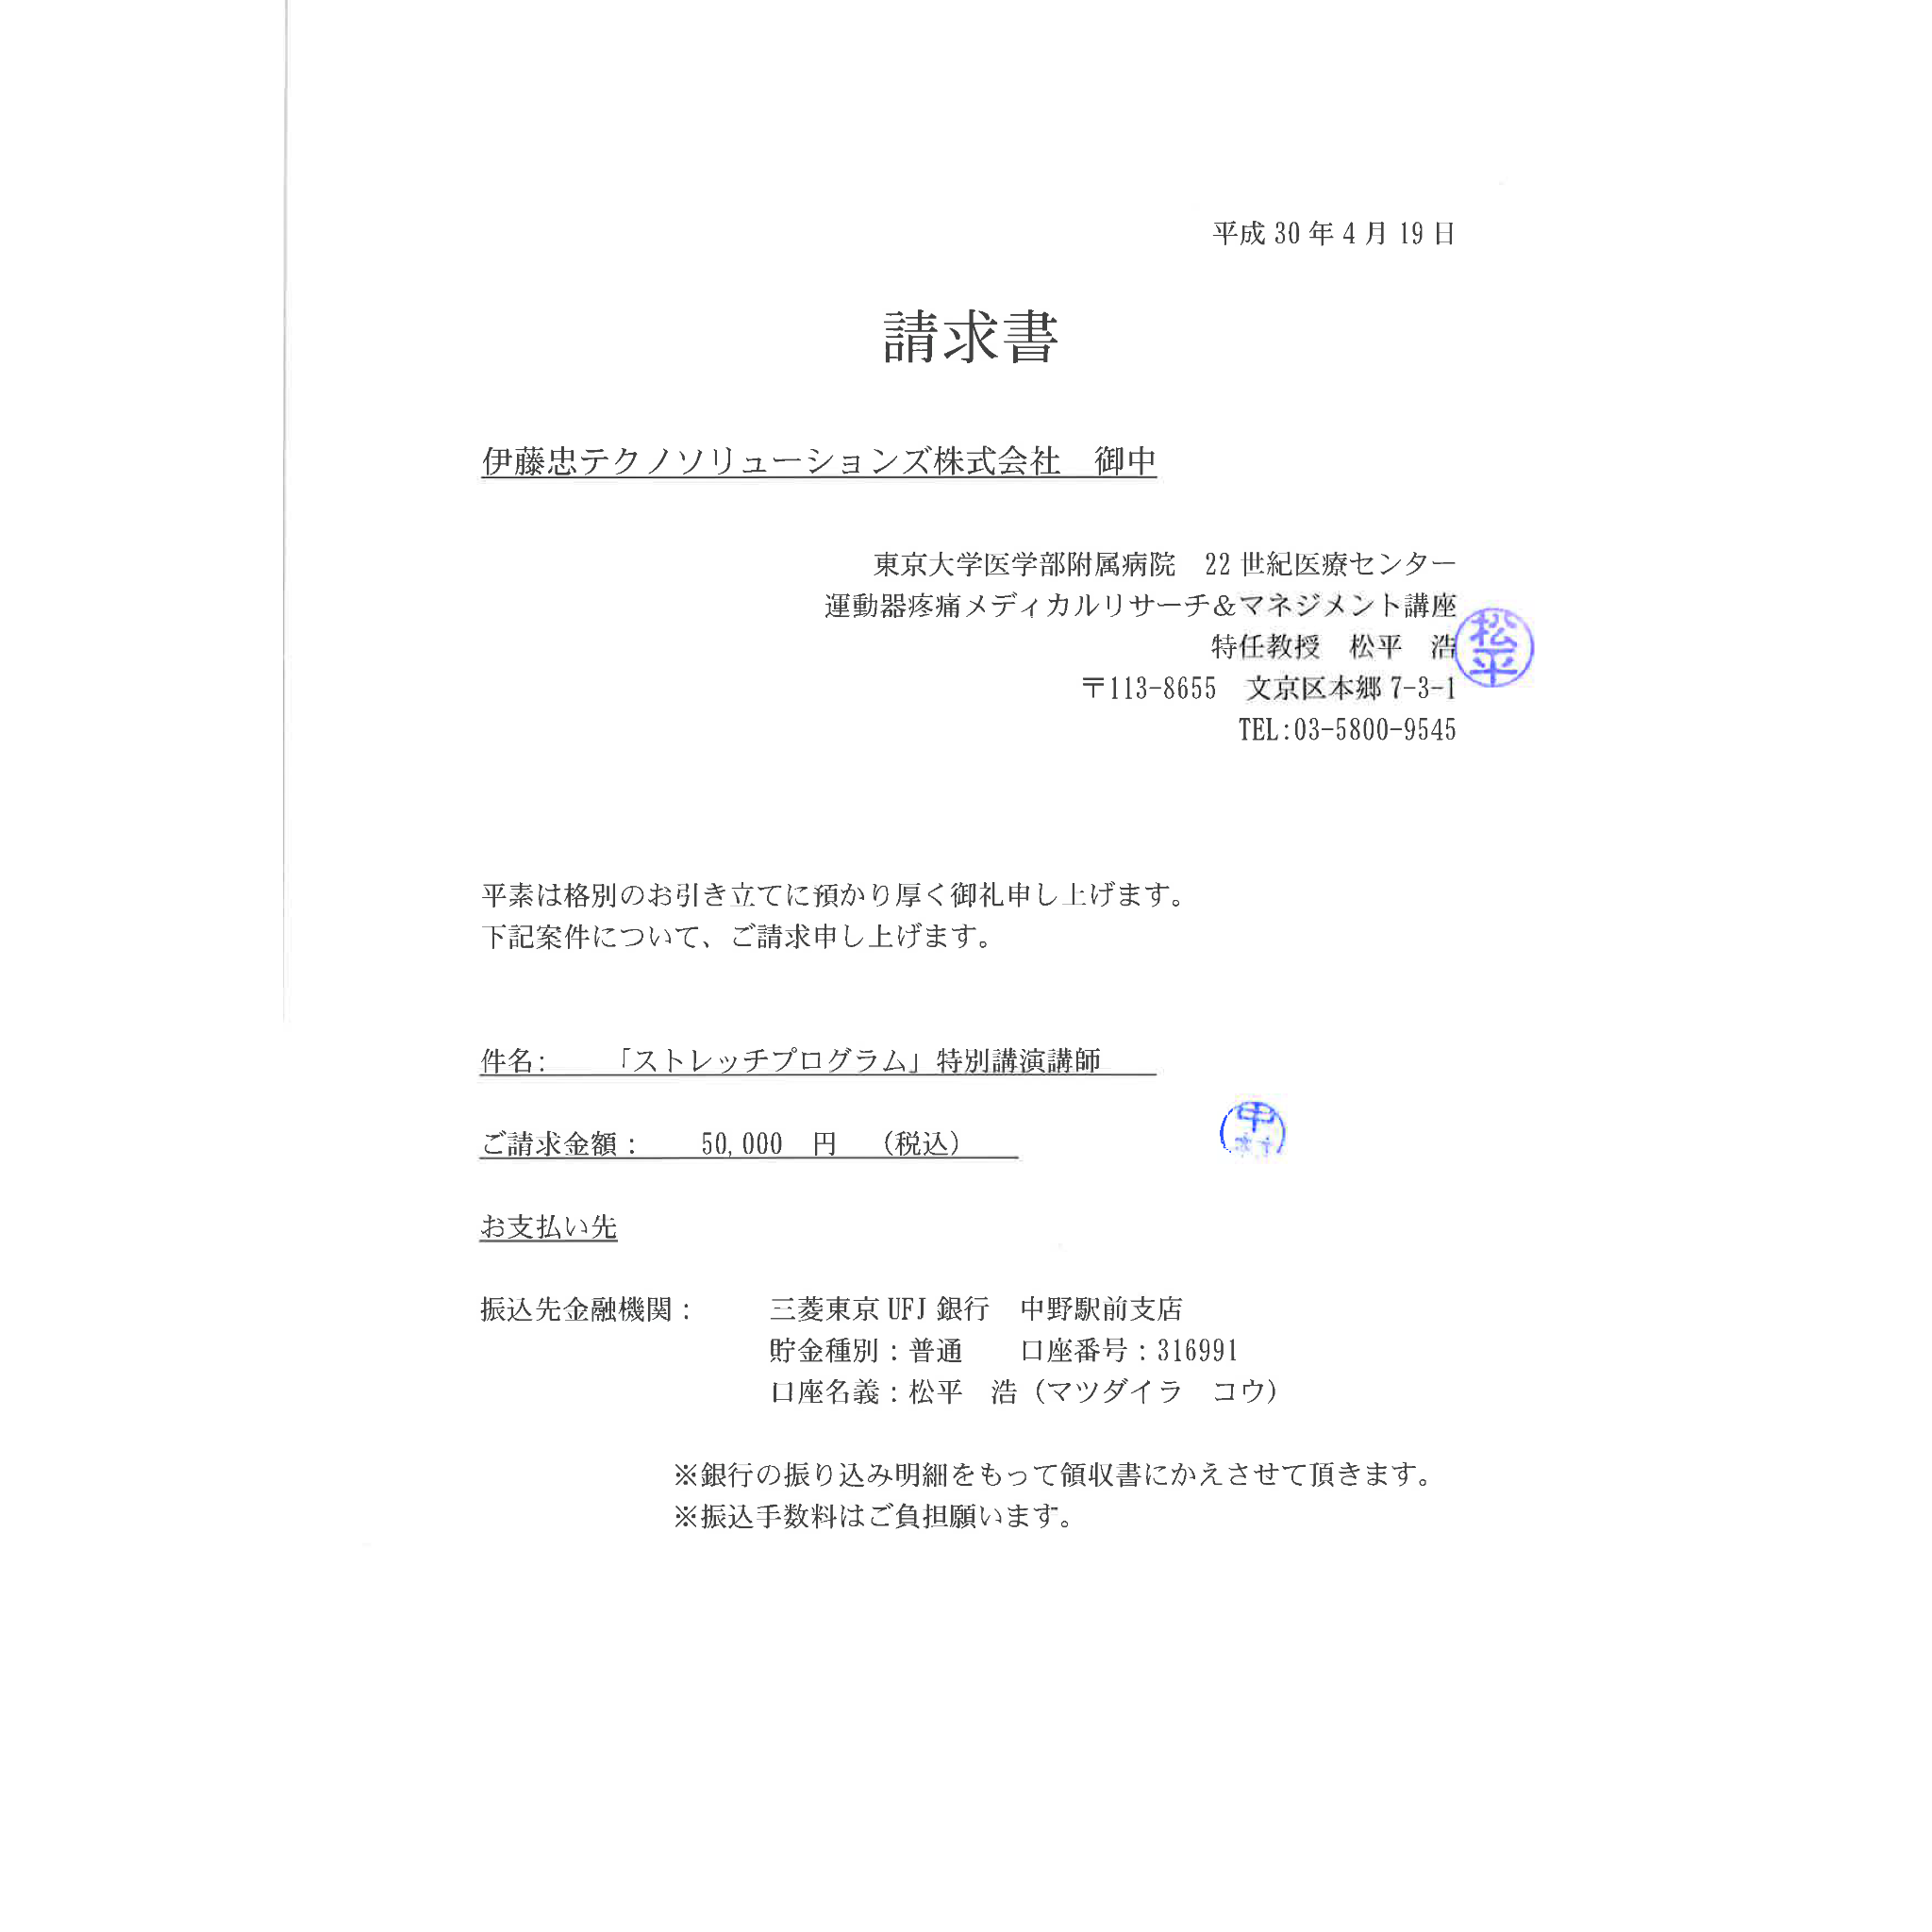 平成 30 年 4 月 19 日
請求書
伊藤忠テクノソリューションズ株式会社　御中
東京大学医学部附属病院　22 世紀医療センター
運動器疼痛メディカルリサーチ＆マネジメント講座
特任教授　松平　浩
松平
〒113-8655　文京区本郷 7-3-1
TEL:03-5800-9545
平素は格別のお引き立てに預かり厚く御礼申し上げます。
下記案件について、ご請求申し上げます。
件名:　「ストレッチプログラム」特別講演講師
ご請求金額：　50,000　円　（税込）
中
お支払い先
振込先金融機関：　三菱東京 UFJ 銀行　中野駅前支店
貯金種別：普通　口座番号：316991
口座名義：松平　浩（マツダイラ　コウ）
※銀行の振り込み明細をもって領収書にかえさせて頂きます。
※振込手数料はご負担願います。